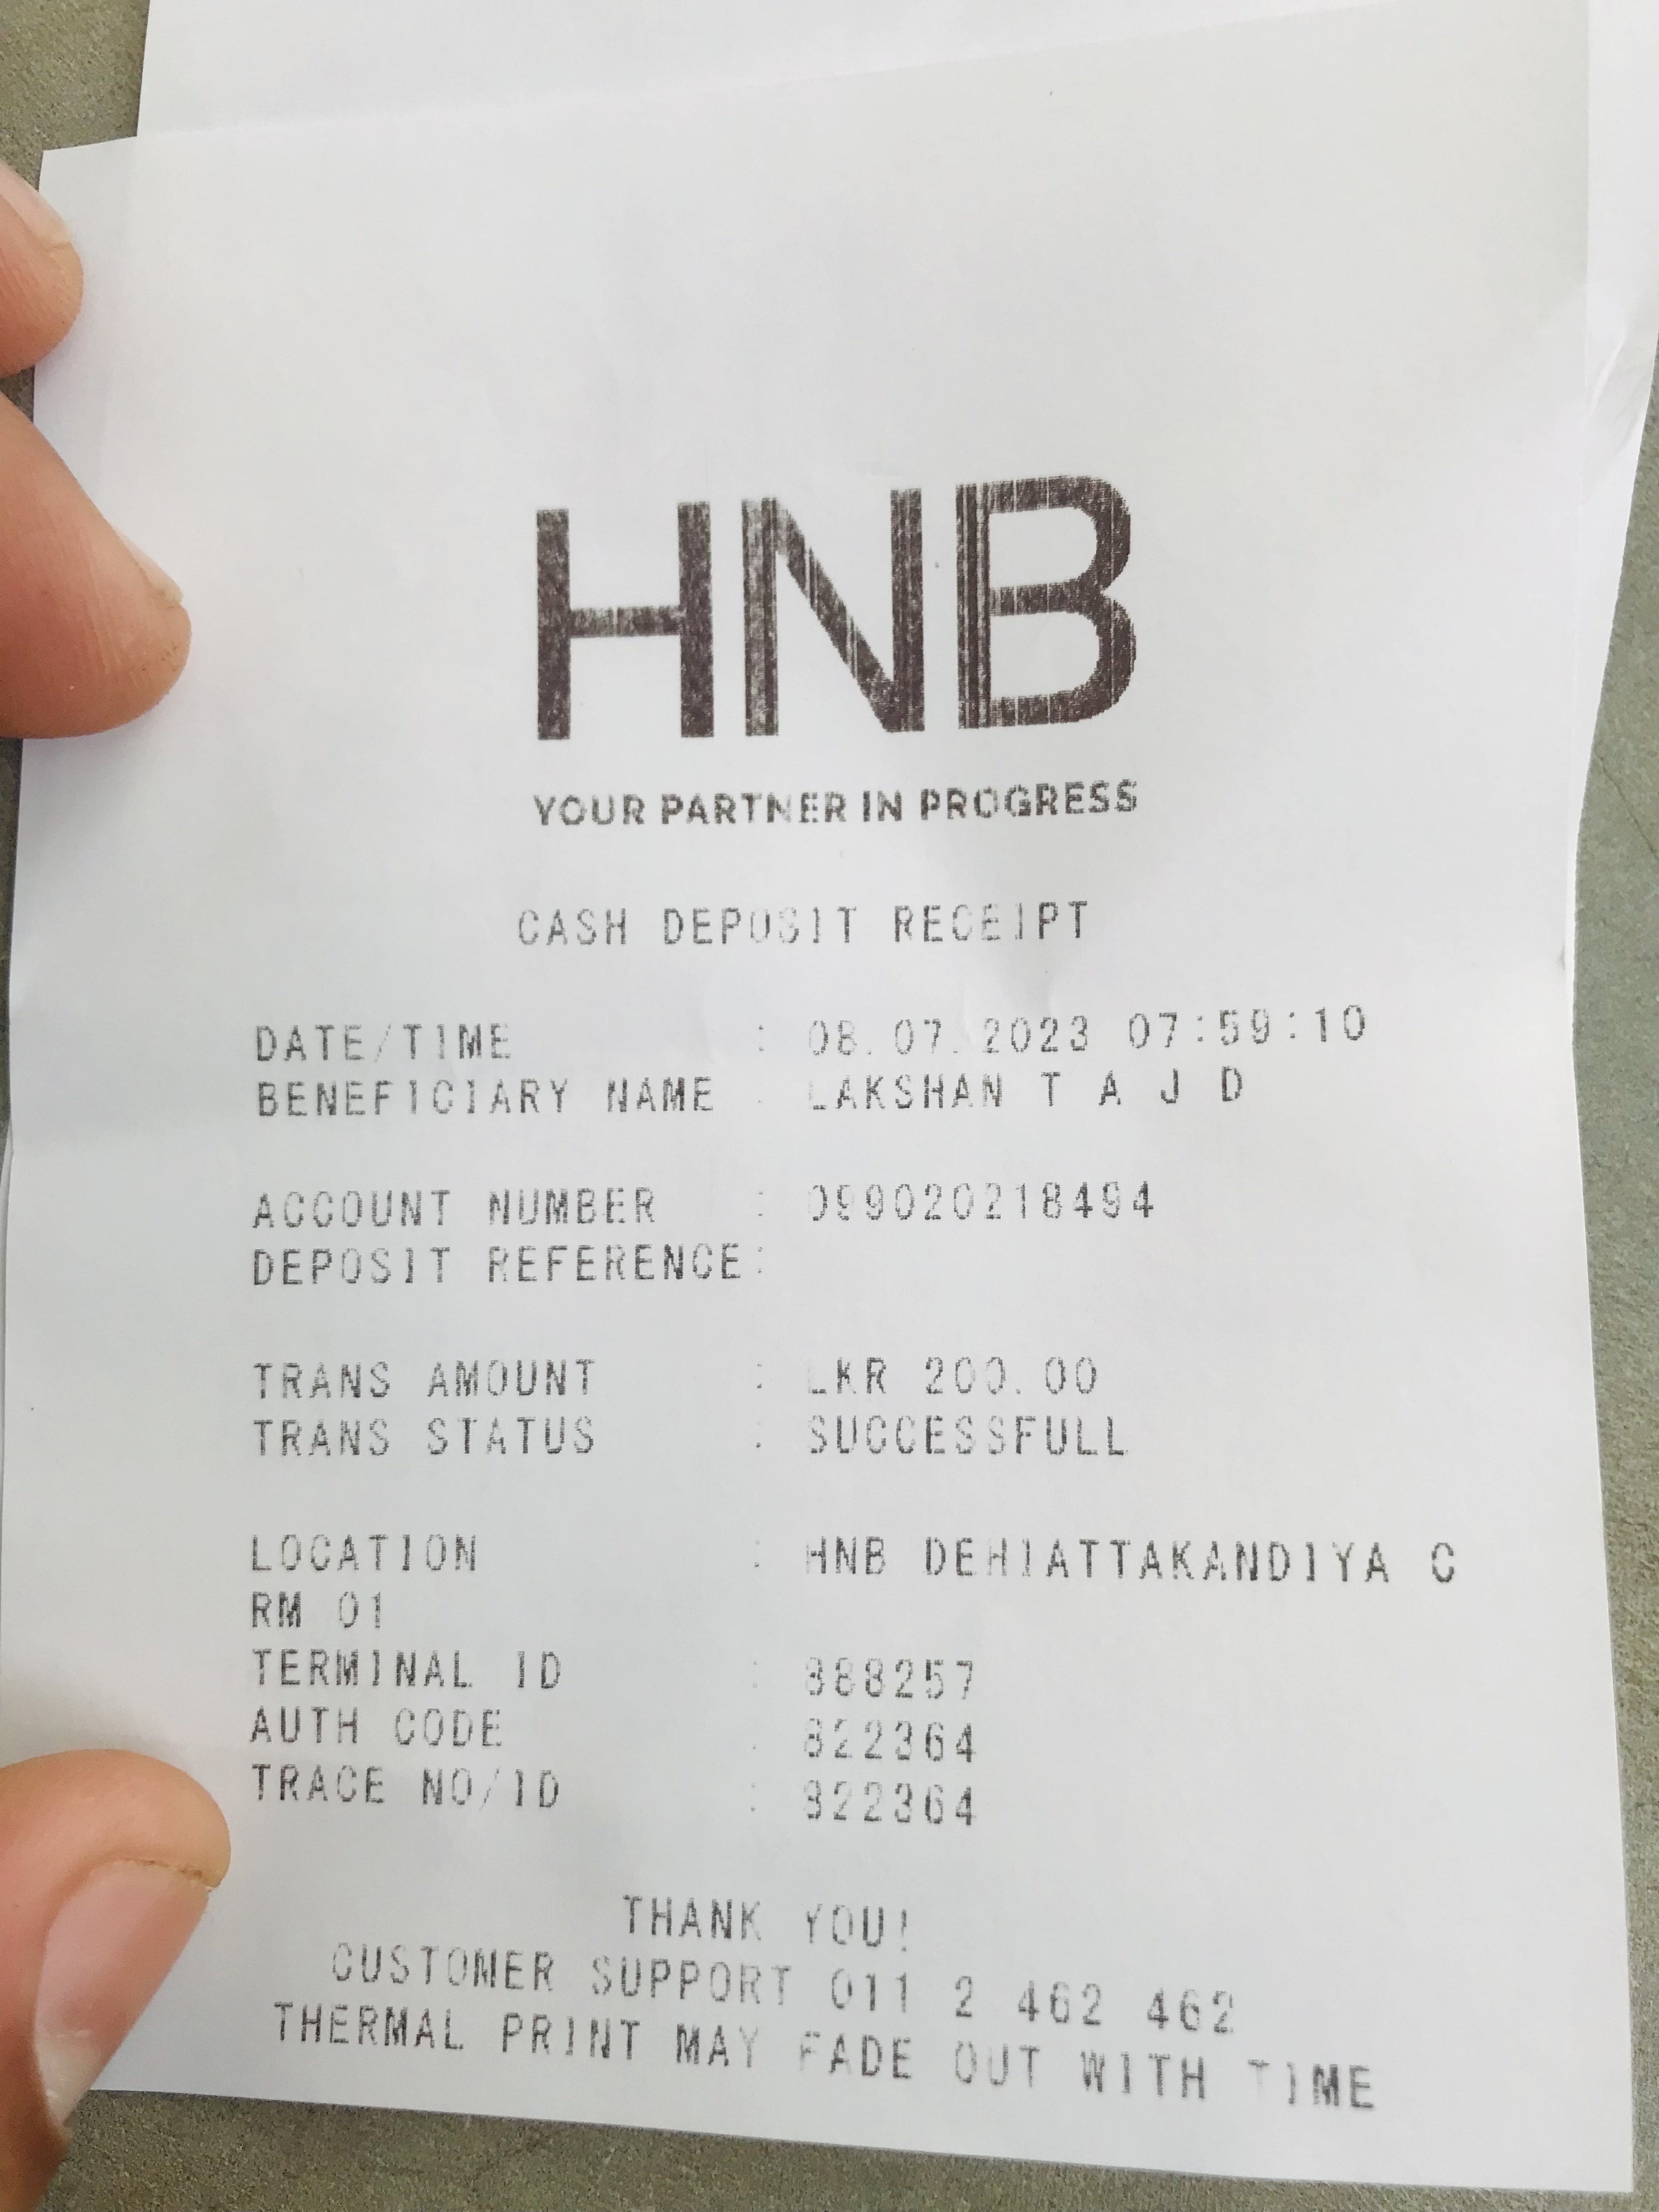 HNB
YOUR PARTNER IN PROGRESS
CASH DEPOSIT RECEIPT
DATE/TIME : 08.07.2023 07:59:10
BENEFICIARY NAME : LAKSHAN T A J D
ACCOUNT NUMBER : 099020218494
DEPOSIT REFERENCE:
TRANS AMOUNT : LKR 200.00
TRANS STATUS : SUCCESSFULL
LOCATION : HNB DEHIATTAKANDIYA C
RM 01
TERMINAL ID : 888257
AUTH CODE : 822364
TRACE NO/ID : 822364
THANK YOU!
CUSTOMER SUPPORT 011 2 462 462
THERMAL PRINT MAY FADE OUT WITH TIME